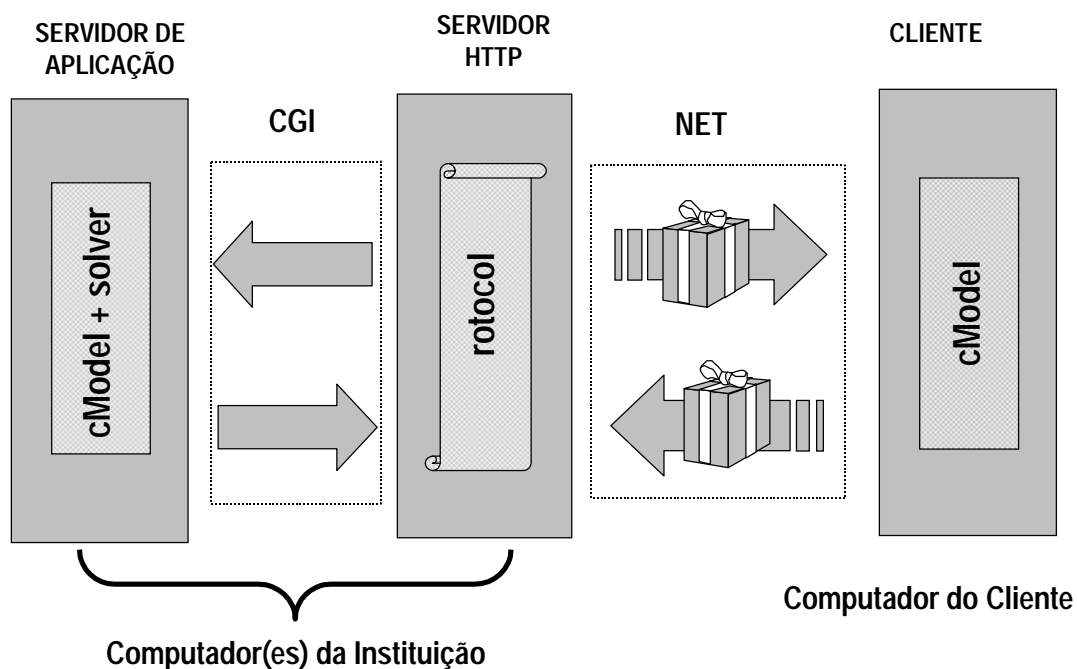 SERVIDOR DE
APLICAÇÃO
SERVIDOR
HTTP
CLIENTE
CGI
NET
cModel + solver
rotocol
cModel
Computador do Cliente
Computador(es) da Instituição